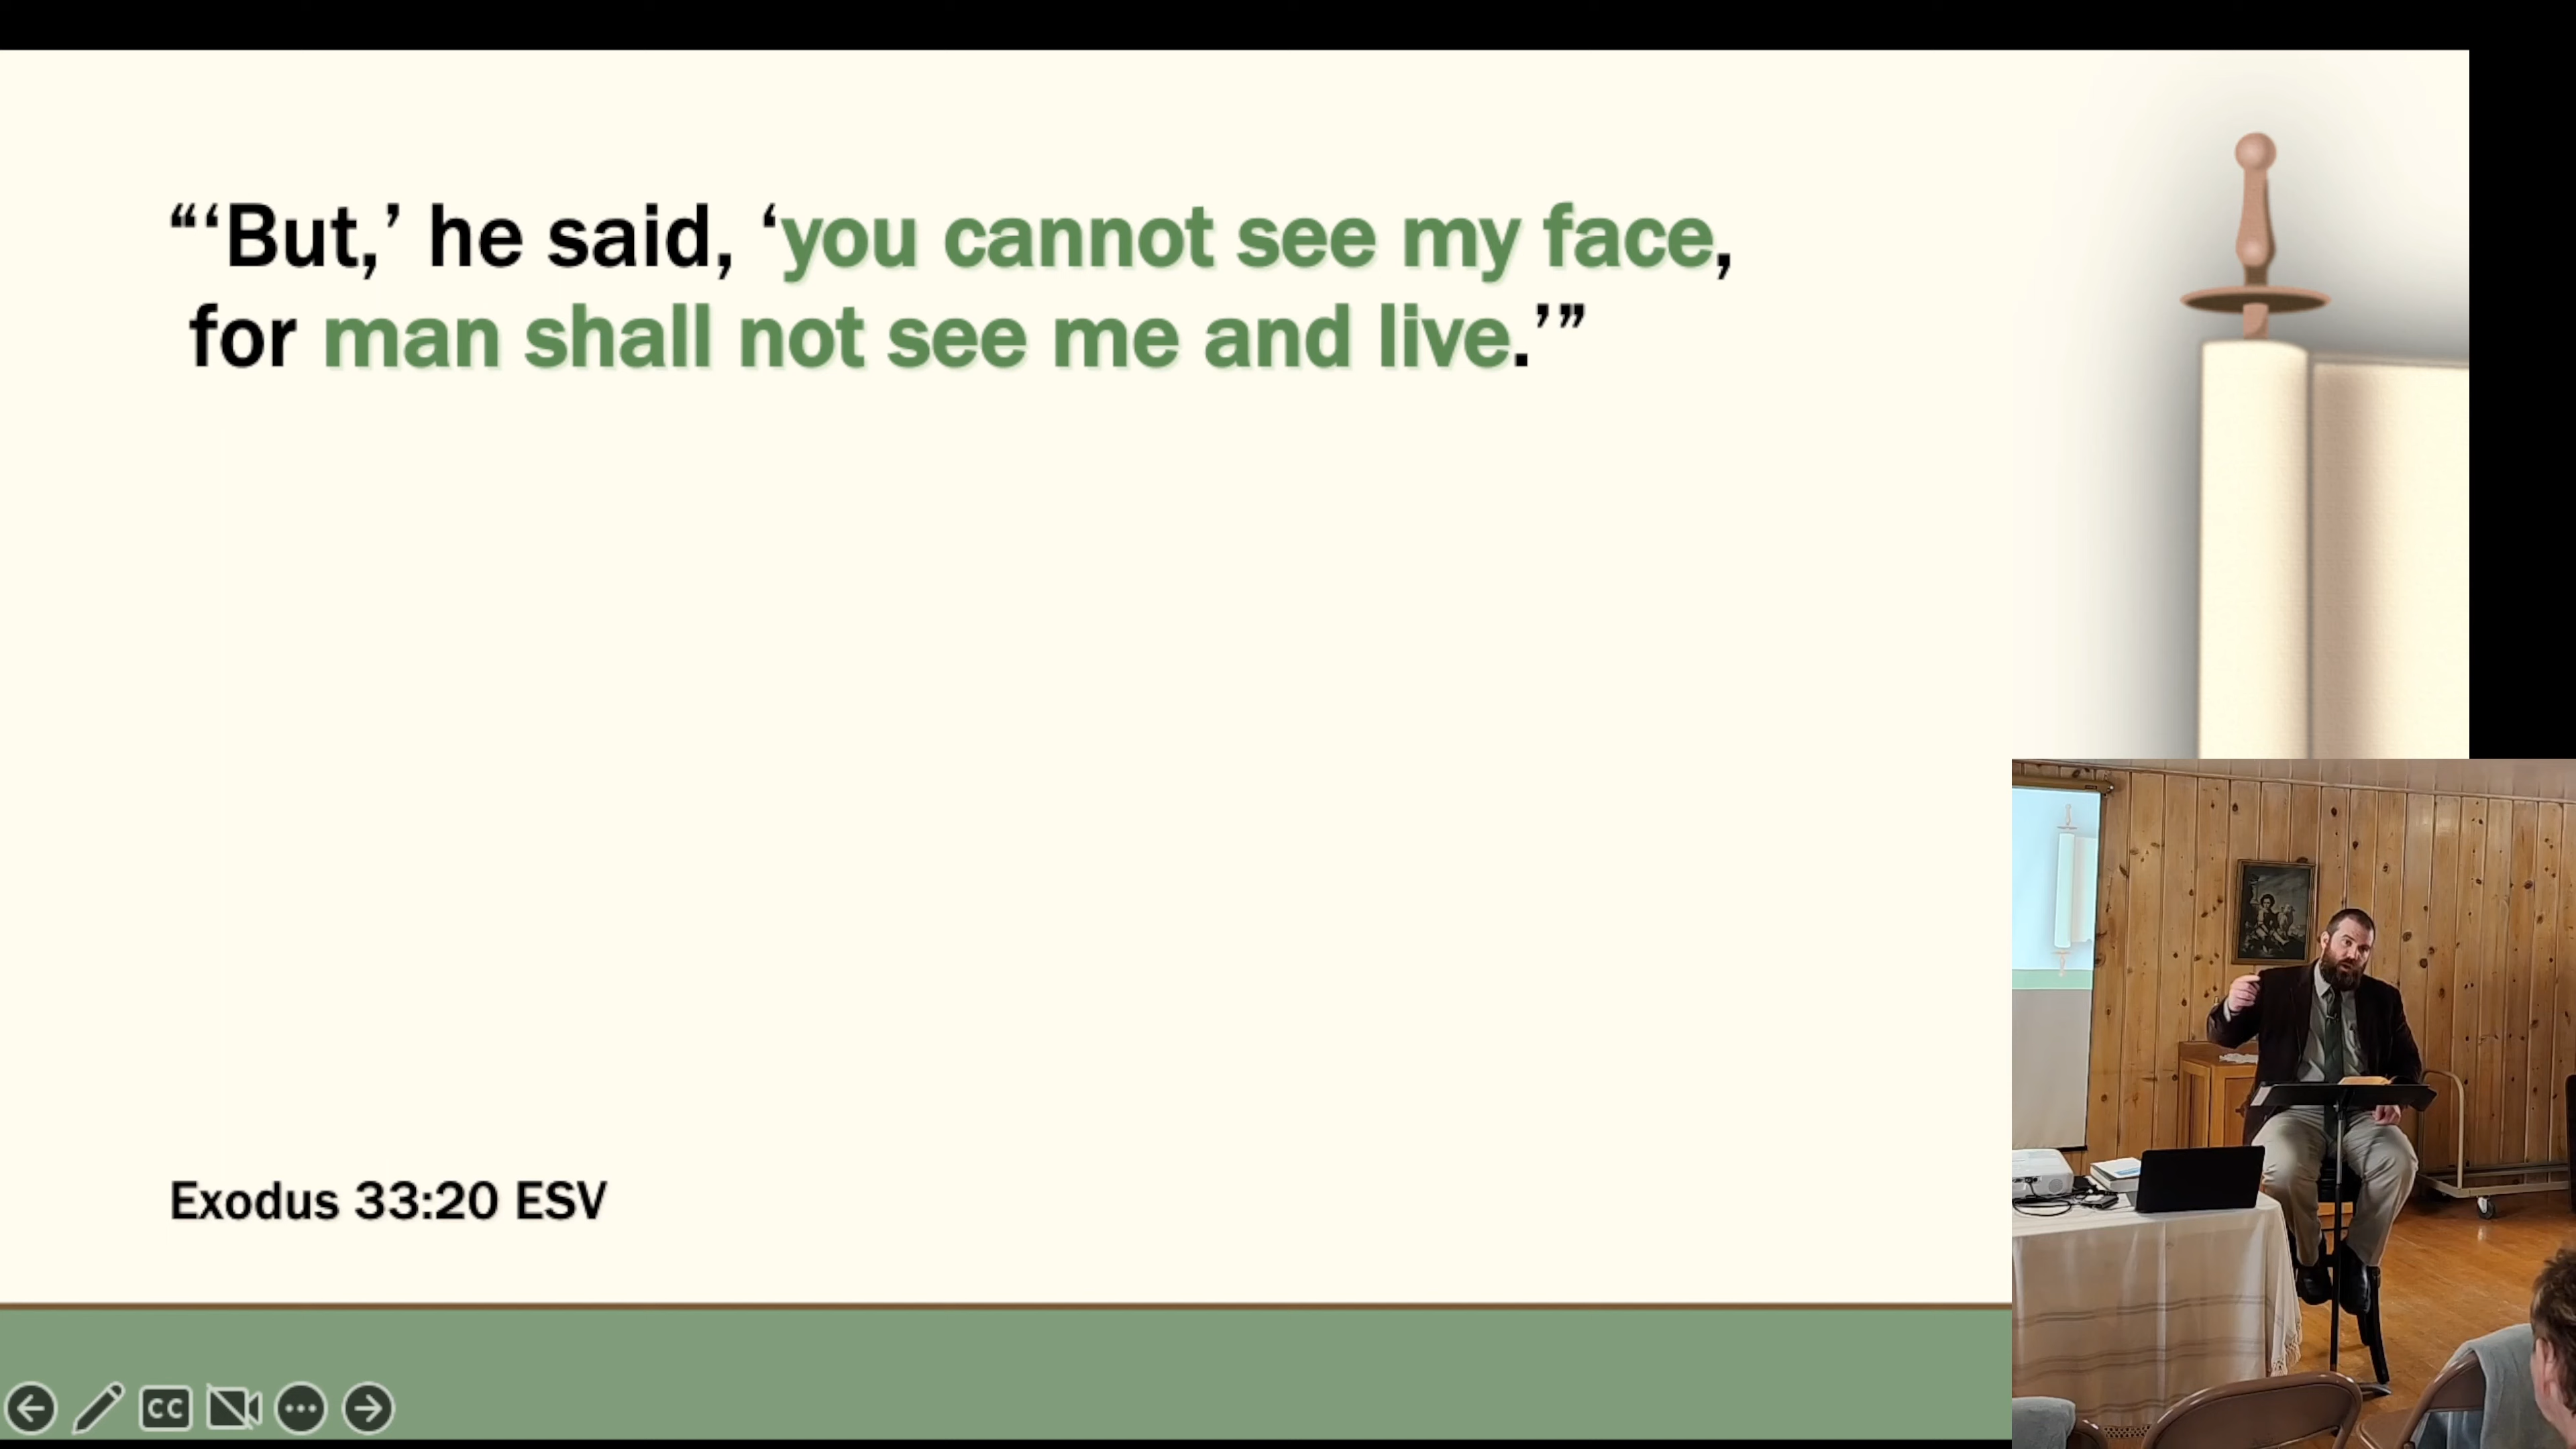 “‘But,’ he said, ‘you cannot see my face,
for man shall not see me and live.’”
Exodus 33:20 ESV
CC